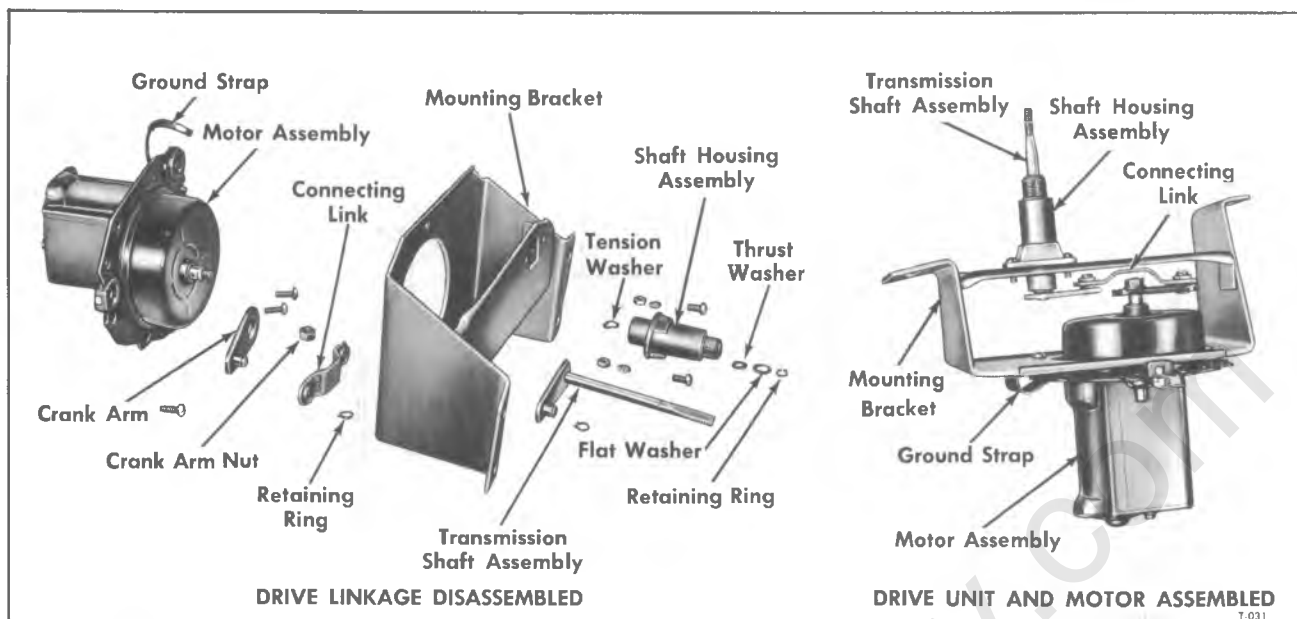 Ground Strap
Motor Assembly
Mounting Bracket
Connecting
Link
Shaft Housing
Assembly
Tension
Washer
Thrust
Washer
Crank Arm
Crank Arm Nut
Retaining
Ring
Transmission
Shaft Assembly
Flat Washer
Retaining Ring
DRIVE LINKAGE DISASSEMBLED
Transmission
Shaft Assembly
Shaft Housing
Assembly
Connecting
Link
Mounting
Bracket
Ground Strap
Motor Assembly
DRIVE UNIT AND MOTOR ASSEMBLED
T-031